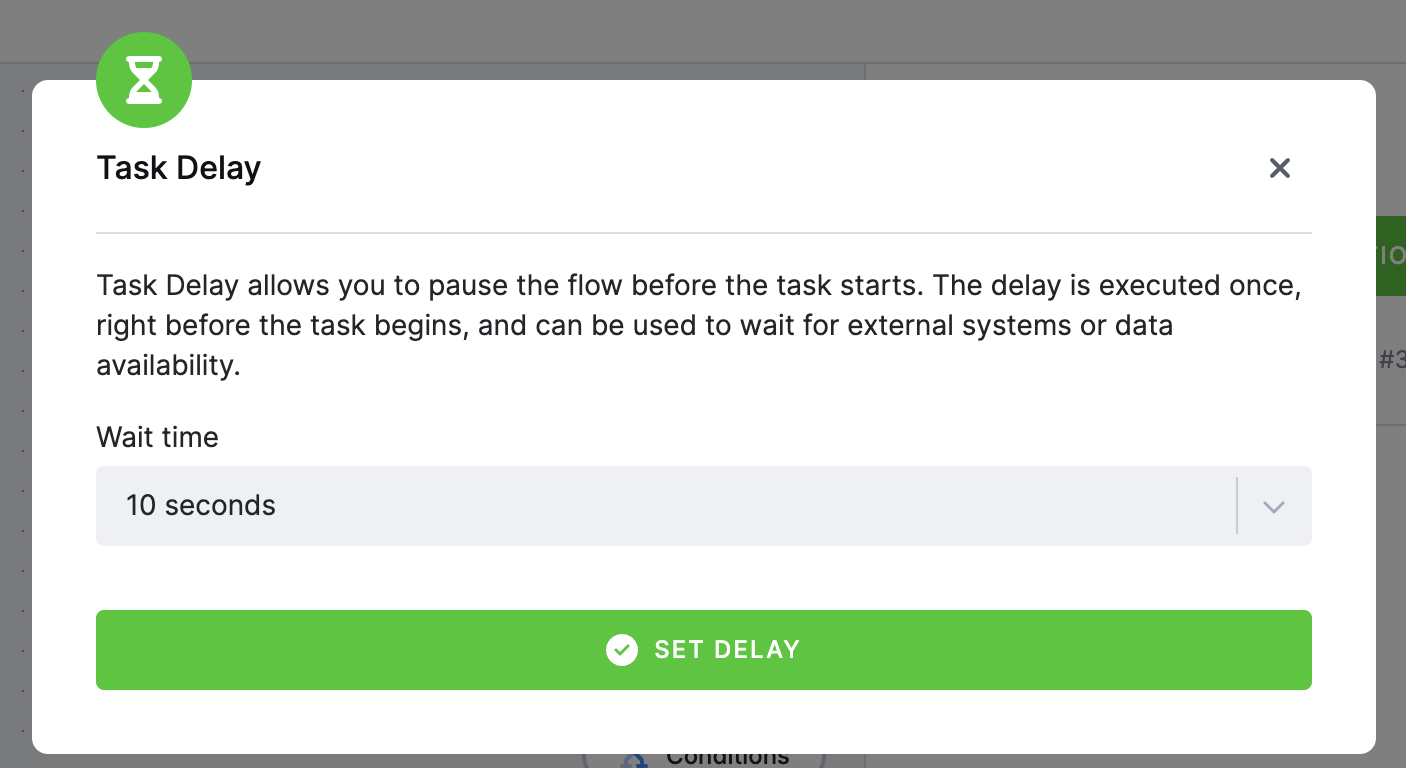 Task Delay
Task Delay allows you to pause the flow before the task starts. The delay is executed once,
right before the task begins, and can be used to wait for external systems or data
availability.
Wait time
10 seconds
SET DELAY
#3
Conditions